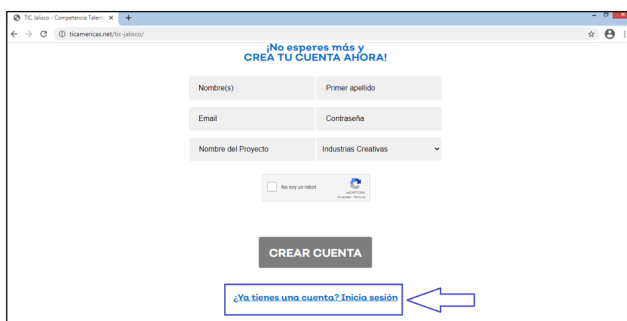 TIC Jalisco - Competencia Talent
ticamericas.net/tic-jalisco/
¡No esperes más y
CREA TU CUENTA AHORA!
Nombre(s) Primer apellido
Email Contraseña
Nombre del Proyecto Industrias Creativas
No soy un robot
reCAPTCHA
Privacidad - Términos
CREAR CUENTA
¿Ya tienes una cuenta? Inicia sesión